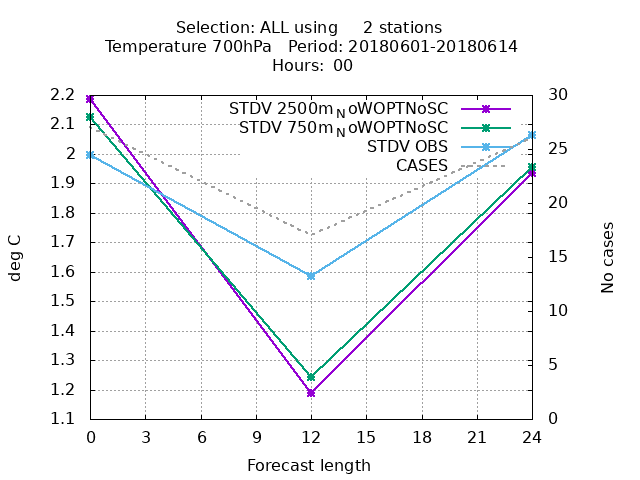 Selection: ALL using 2 stations
Temperature 700hPa Period: 20180601-20180614
Hours: 00
STDV 2500m_NoWOPTNoSC
STDV 750m_NoWOPTNoSC
STDV OBS
CASES
2.2
2.1
2
1.9
1.8
1.7
1.6
1.5
1.4
1.3
1.2
1.1
deg C
30
25
20
15
10
5
0
No cases
0 3 6 9 12 15 18 21 24
Forecast length